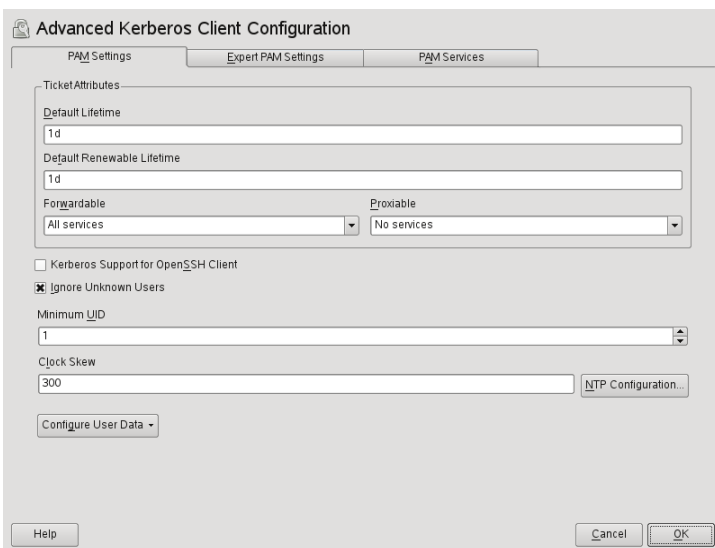 Advanced Kerberos Client Configuration
PAM Settings
Expert PAM Settings
PAM Services
Ticket Attributes
Default Lifetime
1d
Default Renewable Lifetime
1d
Forwardable
Proxiable
All services
No services
Kerberos Support for OpenSSH Client
Ignore Unknown Users
Minimum UID
1
Clock Skew
300
NTP Configuration...
Configure User Data
Help
Cancel
OK